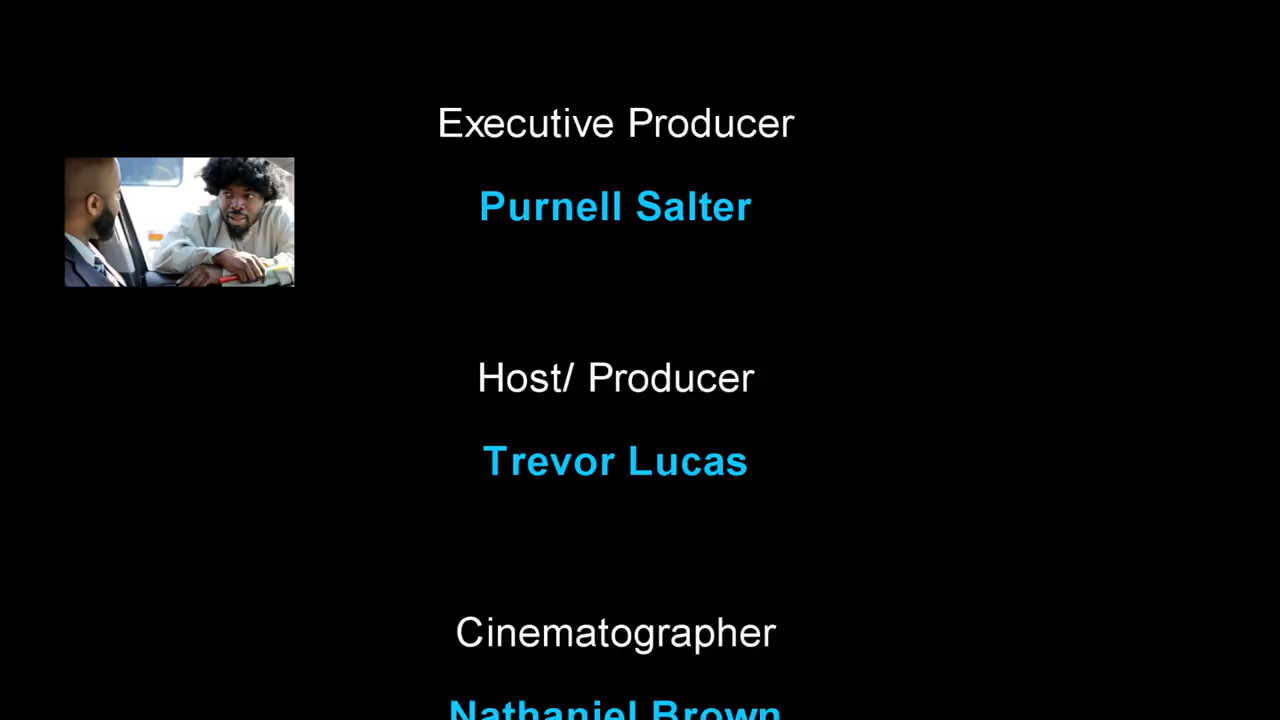 Executive Producer
Purnell Salter
Host/ Producer
Trevor Lucas
Cinematographer
Nathaniel Brown